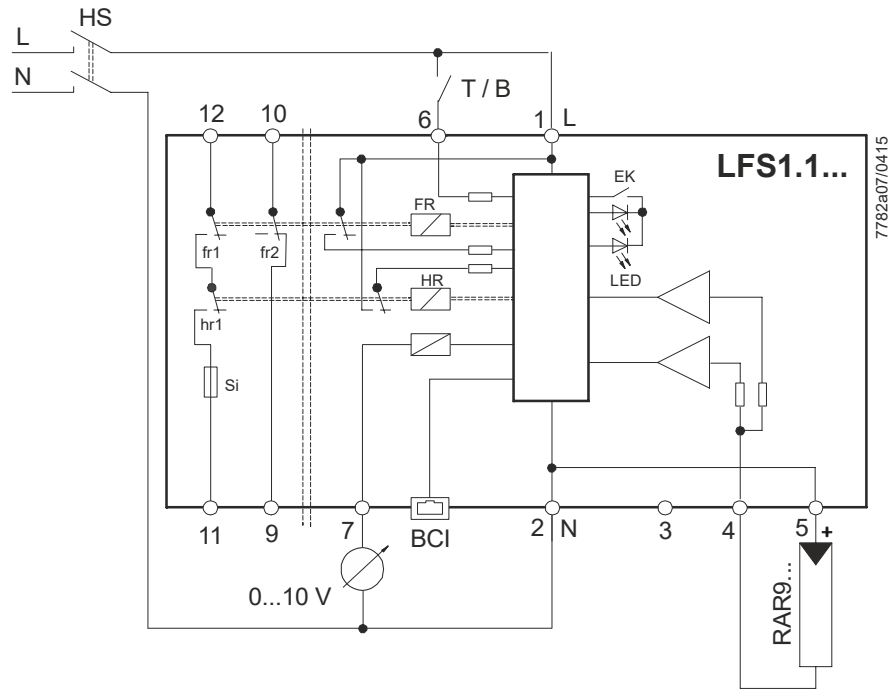 HS
L
N
T / B
12
10
6
1
L
LFS1.1...
7782a07/0415
EK
FR
fr1
fr2
LED
HR
hr1
Si
11
9
7
BCI
2
N
3
4
5
+
0...10 V
RAR9...